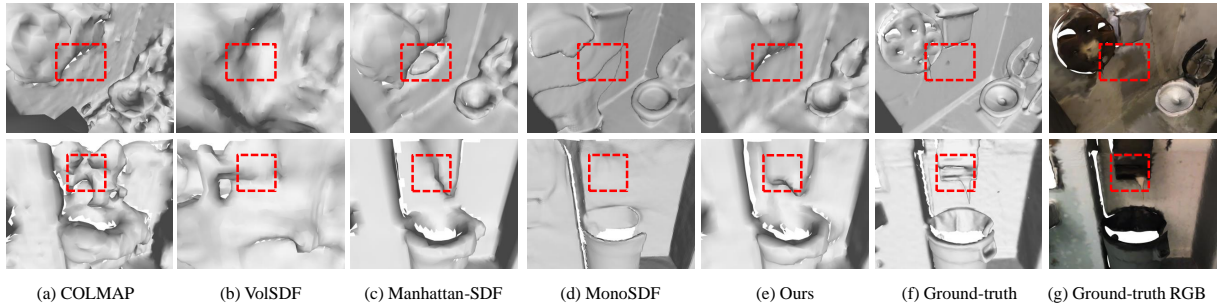 (a) COLMAP (b) VolSDF (c) Manhattan-SDF (d) MonoSDF (e) Ours (f) Ground-truth (g) Ground-truth RGB